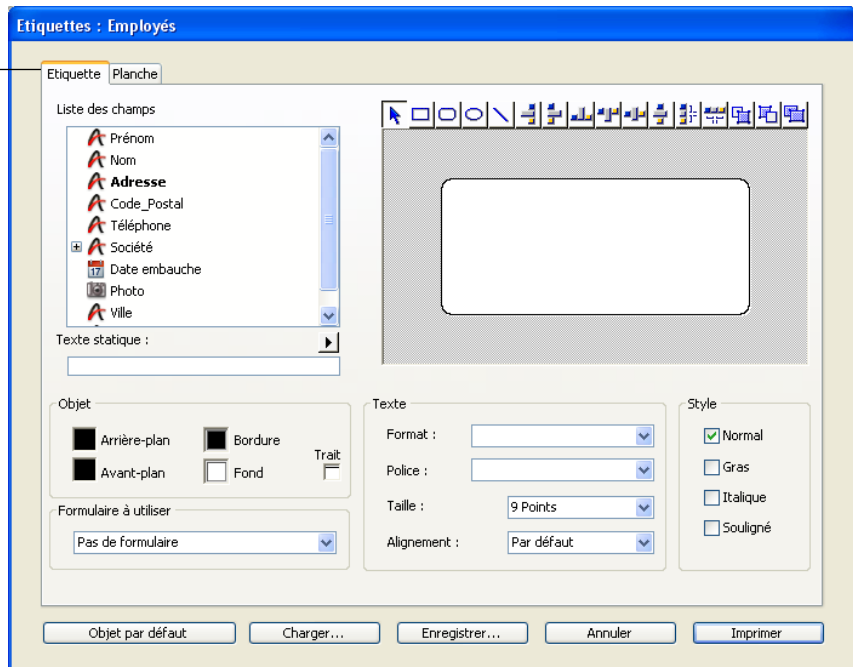 Etiquettes : Employés
Etiquette Planche
Liste des champs
Prénom
Nom
Adresse
Code_Postal
Téléphone
Société
17 Date embauche
Photo
Ville
Texte statique :
Objet
Arrière-plan Bordure
Avant-plan Fond
Trait
Formulaire à utiliser
Pas de formulaire
Texte
Format :
Police :
Taille : 9 Points
Alignement : Par défaut
Style
Normal
Gras
Italique
Souligné
Objet par défaut Charger... Enregistrer... Annuler Imprimer